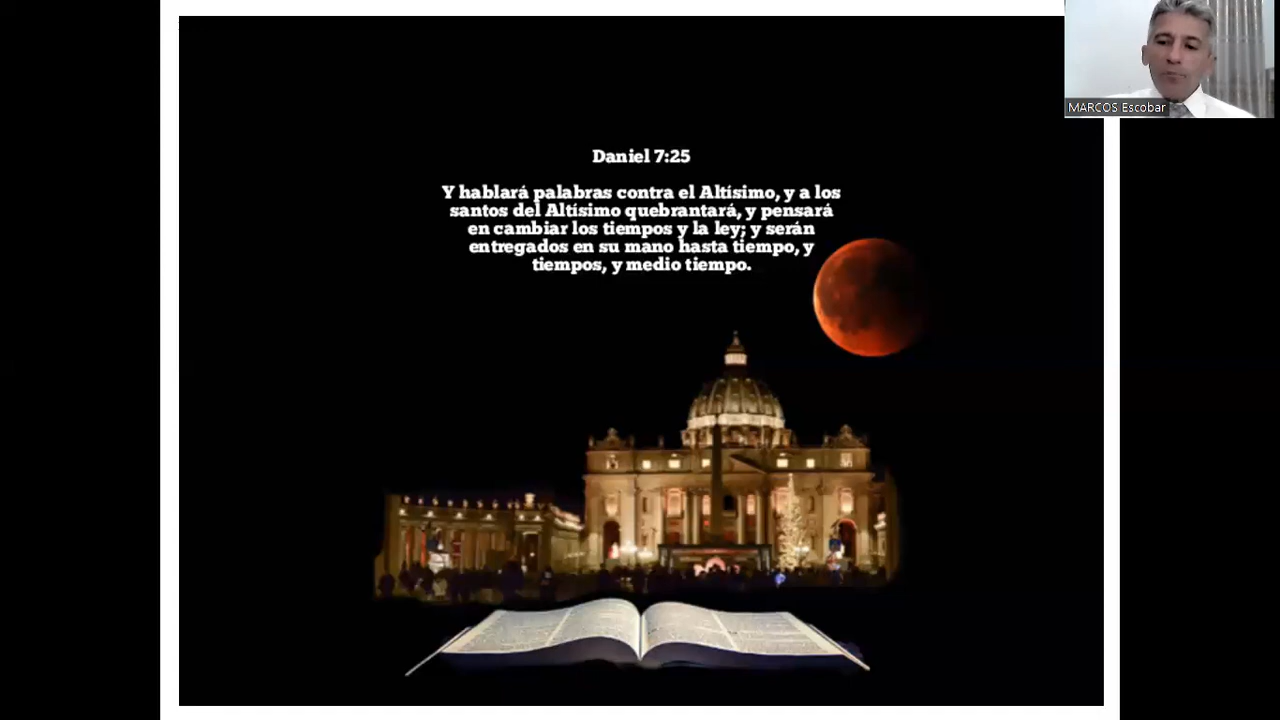 MARCOS Escobar
Daniel 7:25
Y hablará palabras contra el Altísimo, y a los
santos del Altísimo quebrantará, y pensará
en cambiar los tiempos y la ley; y serán
entregados en su mano hasta tiempo, y
tiempos, y medio tiempo.